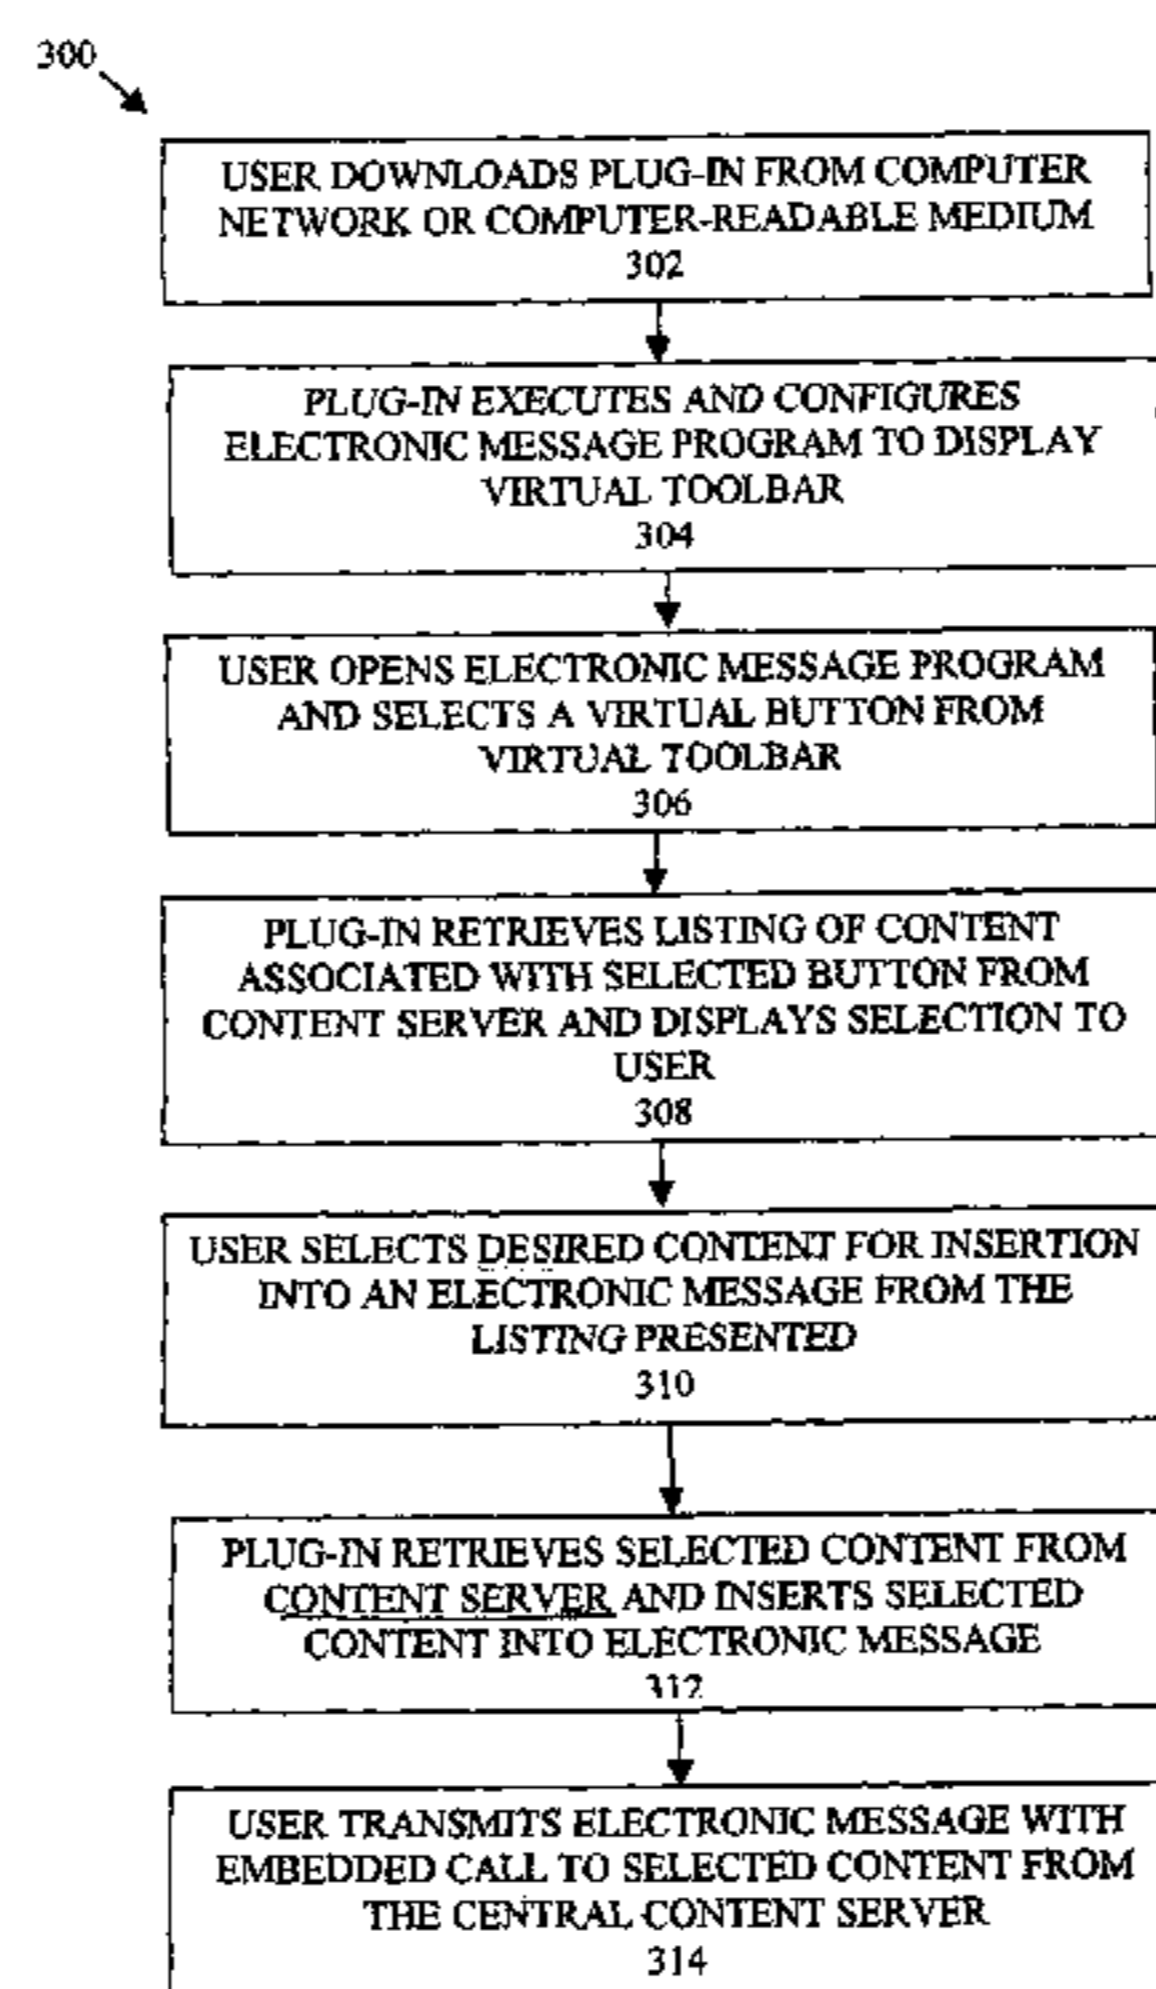 300
USER DOWNLOADS PLUG-IN FROM COMPUTER
NETWORK OR COMPUTER-READABLE MEDIUM
302
PLUG-IN EXECUTES AND CONFIGURES
ELECTRONIC MESSAGE PROGRAM TO DISPLAY
VIRTUAL TOOLBAR
304
USER OPENS ELECTRONIC MESSAGE PROGRAM
AND SELECTS A VIRTUAL BUTTON FROM
VIRTUAL TOOLBAR
306
PLUG-IN RETRIEVES LISTING OF CONTENT
ASSOCIATED WITH SELECTED BUTTON FROM
CONTENT SERVER AND DISPLAYS SELECTION TO
USER
308
USER SELECTS DESIRED CONTENT FOR INSERTION
INTO AN ELECTRONIC MESSAGE FROM THE
LISTING PRESENTED
310
PLUG-IN RETRIEVES SELECTED CONTENT FROM
CONTENT SERVER AND INSERTS SELECTED
CONTENT INTO ELECTRONIC MESSAGE
312
USER TRANSMITS ELECTRONIC MESSAGE WITH
EMBEDDED CALL TO SELECTED CONTENT FROM
THE CENTRAL CONTENT SERVER
314